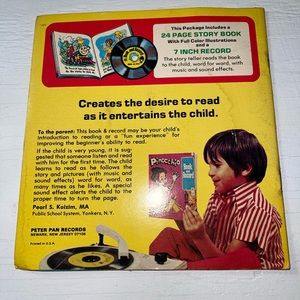 This Package Includes a
24 PAGE STORY BOOK
With Full Color Illustrations
and a
7 INCH RECORD
The story teller reads the book
to the child, word for word, with
music and sound effects.
Creates the desire to read
as it entertains the child.
To the parent: This book & record may be your child's
introduction to reading or a "fun experience" for
improving the beginner's ability to read.
If the child is very young, it is sug-
gested that someone listen and read
with him for the first time. The child
learns to read as he follows the
story and pictures (with music and
sound effects) word for word, as
many times as he likes. A special
sound effect alerts the child to the
proper time to turn the page.
Pearl S. Kolzim, MA
Public School System, Yonkers, N.Y.
PINOCCHIO
PETER PAN RECORDS
NEWARK, NEW JERSEY 07105
Printed in U.S.A.